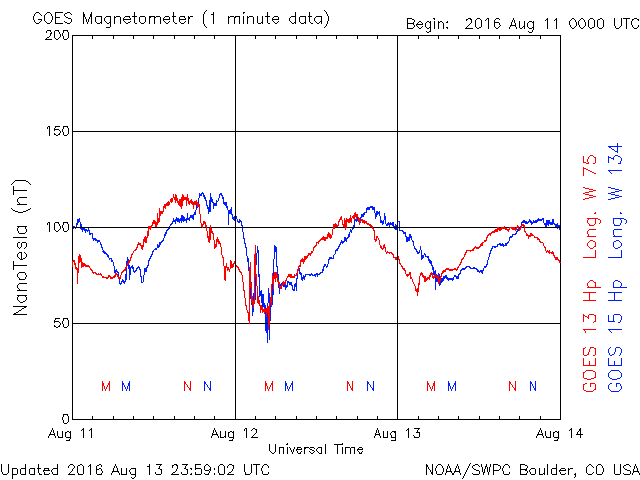 GOES Magnetometer (1 minute data)
Begin: 2016 Aug 11 0000 UTC
200
150
100
50
0
NanoTesla (nT)
M M N N M M N N M M N N
Aug 11 Aug 12 Aug 13 Aug 14
Universal Time
GOES 13 Hp Long. W 75
GOES 15 Hp Long. W 134
Updated 2016 Aug 13 23:59:02 UTC
NOAA/SWPC Boulder, CO USA